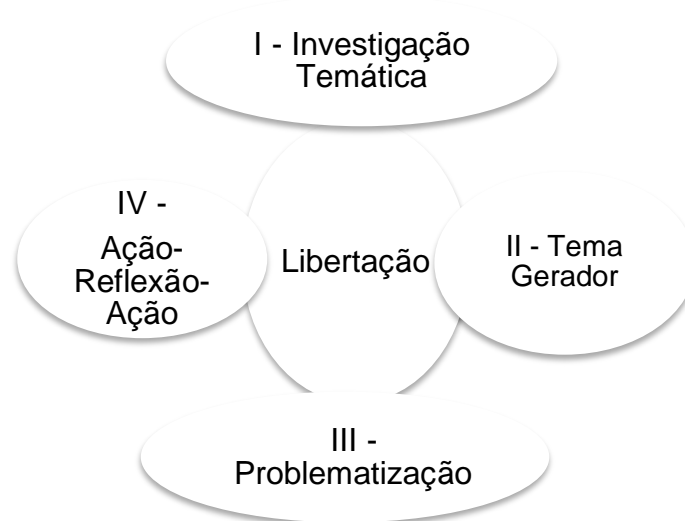 I - Investigação
Temática
IV -
Ação-
Reflexão-
Ação
Libertação
II - Tema
Gerador
III -
Problematização